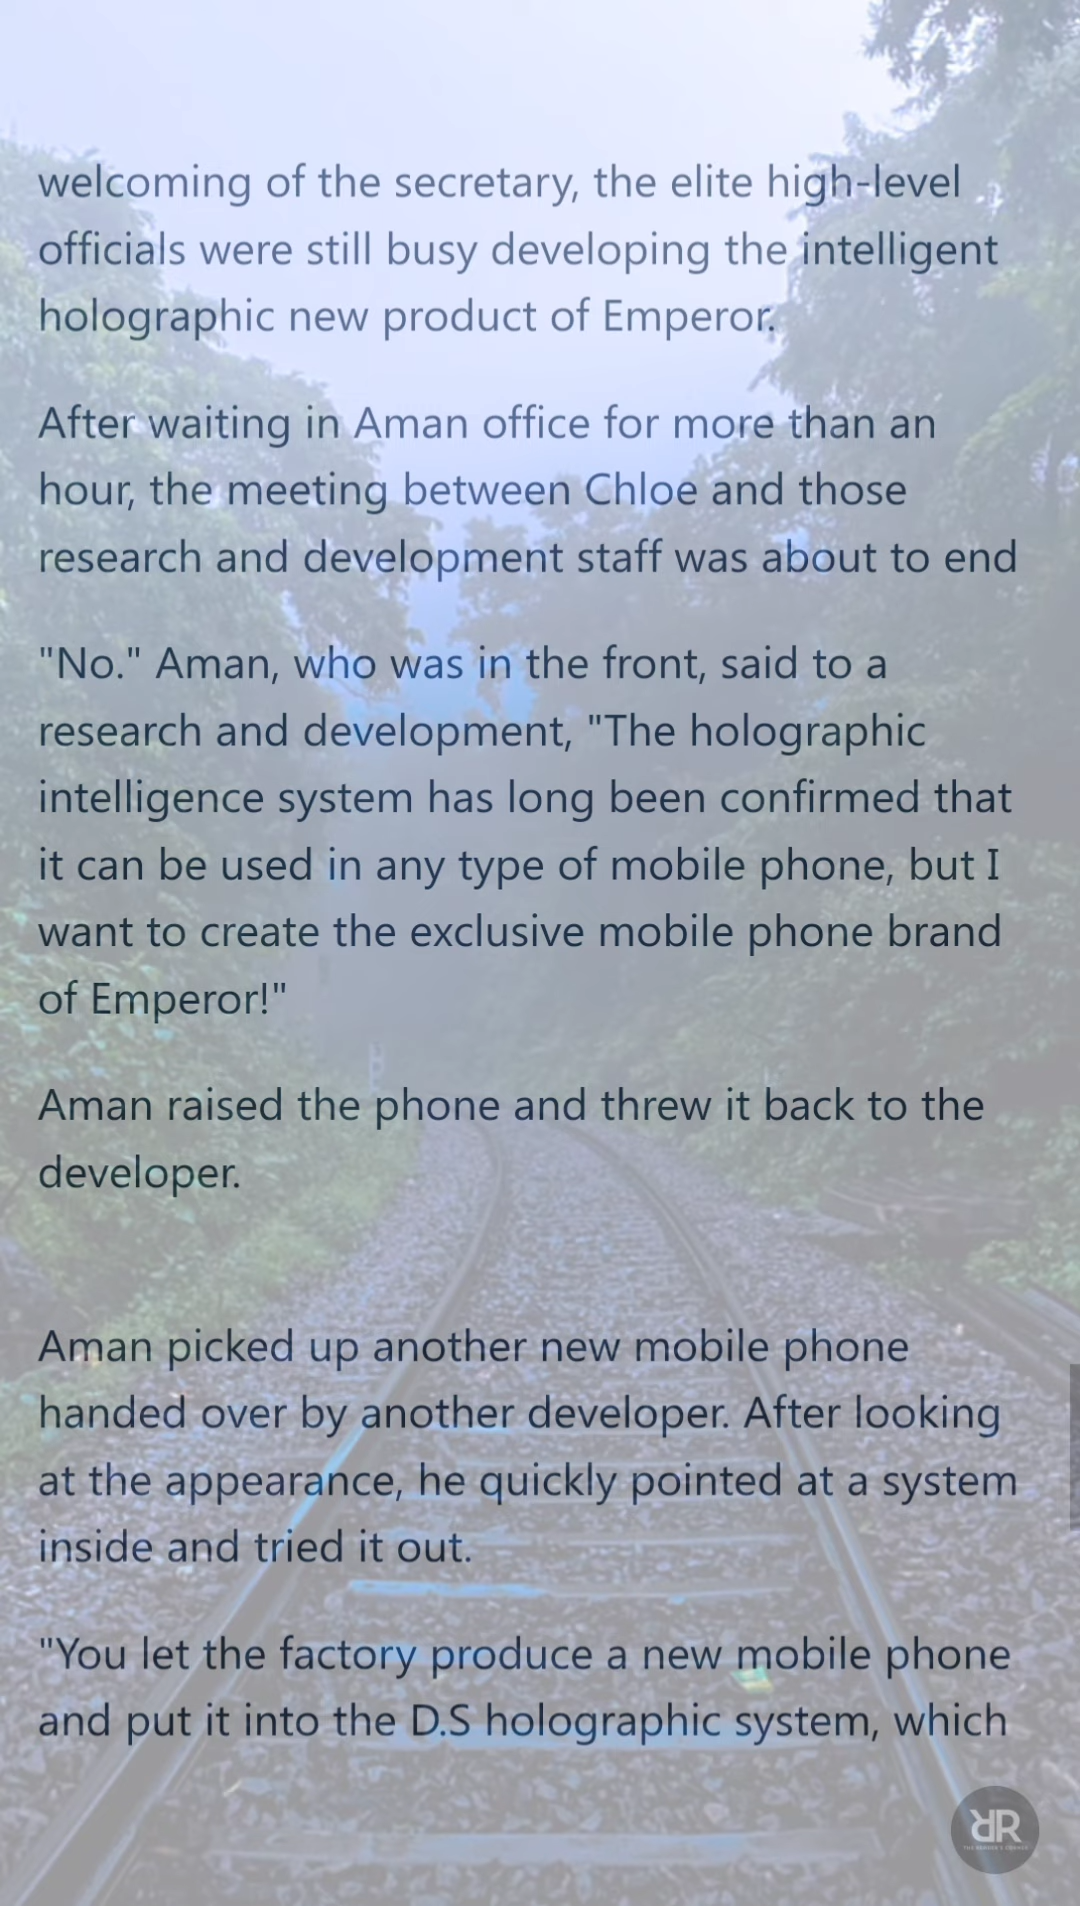 welcoming of the secretary, the elite high-level
officials were still busy developing the intelligent
holographic new product of Emperor.
After waiting in Aman office for more than an
hour, the meeting between Chloe and those
research and development staff was about to end
"No." Aman, who was in the front, said to a
research and development, "The holographic
intelligence system has long been confirmed that
it can be used in any type of mobile phone, but I
want to create the exclusive mobile phone brand
of Emperor!"
Aman raised the phone and threw it back to the
developer.
Aman picked up another new mobile phone
handed over by another developer. After looking
at the appearance, he quickly pointed at a system
inside and tried it out.
"You let the factory produce a new mobile phone
and put it into the D.S holographic system, which